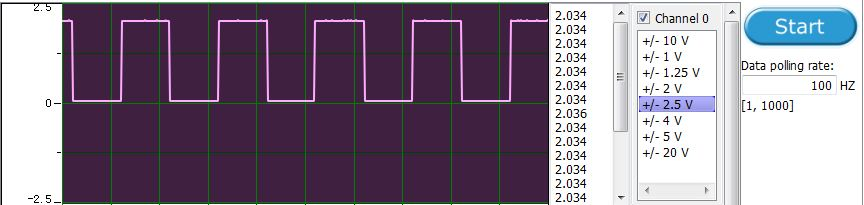 2.5
0
-2.5
2.034
2.034
2.034
2.034
2.034
2.034
2.034
2.036
2.034
2.034
2.034
2.034
2.034
2.034
Channel 0
+/- 10 V
+/- 1 V
+/- 1.25 V
+/- 2 V
+/- 2.5 V
+/- 4 V
+/- 5 V
+/- 20 V
Start
Data polling rate:
100 HZ
[1, 1000]